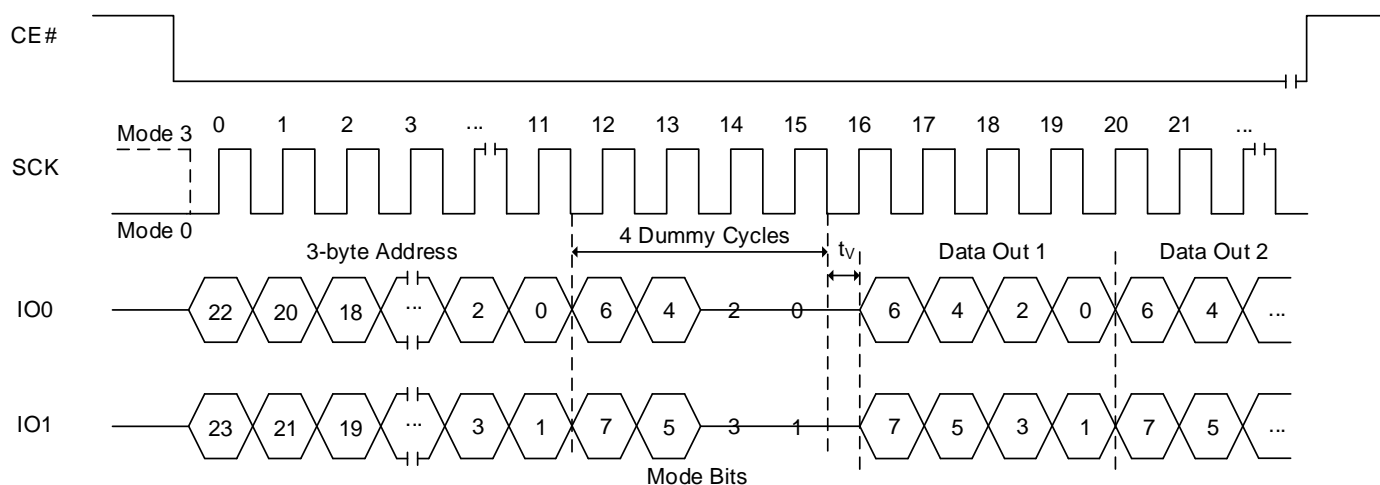 CE#
Mode 3 0 1 2 3 ... 11 12 13 14 15 16 17 18 19 20 21 ...
SCK
Mode 0
3-byte Address 4 Dummy Cycles tV Data Out 1 Data Out 2
IO0 22 20 18 ... 2 0 6 4 2 0 6 4 2 0 6 4 ...
IO1 23 21 19 ... 3 1 7 5 3 1 7 5 3 1 7 5 ...
Mode Bits